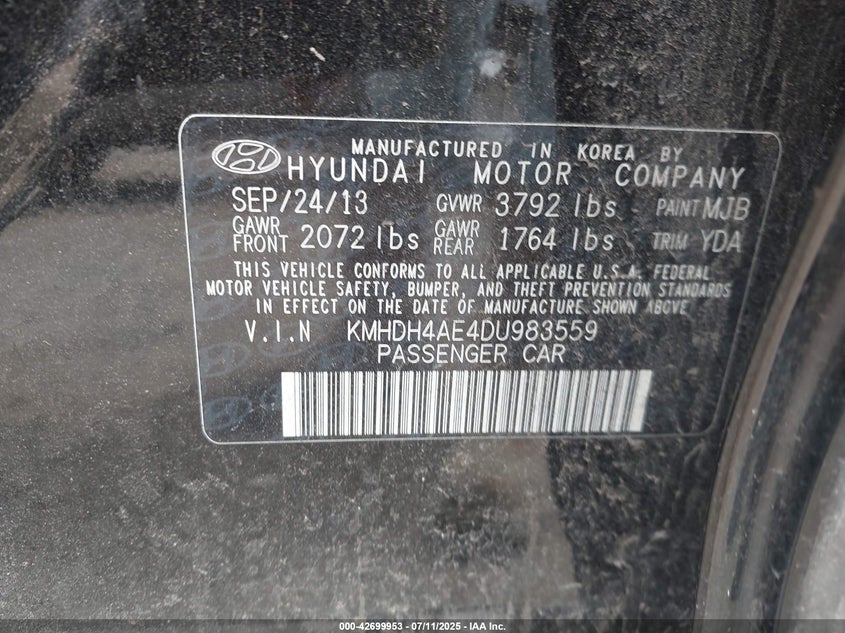 MANUFACTURED IN KOREA BY
HYUNDAI MOTOR COMPANY
SEP/24/13 GVWR 3792 lbs PAINT MJB
GAWR FRONT 2072 lbs GAWR REAR 1764 lbs TRIM YDA
THIS VEHICLE CONFORMS TO ALL APPLICABLE U.S.A. FEDERAL
MOTOR VEHICLE SAFETY, BUMPER, AND THEFT PREVENTION STANDARDS
IN EFFECT ON THE DATE OF MANUFACTURE SHOWN ABOVE
V.I.N KMHDH4AE4DU983559
PASSENGER CAR
000-42699953 - 07/11/2025 - IAA Inc.